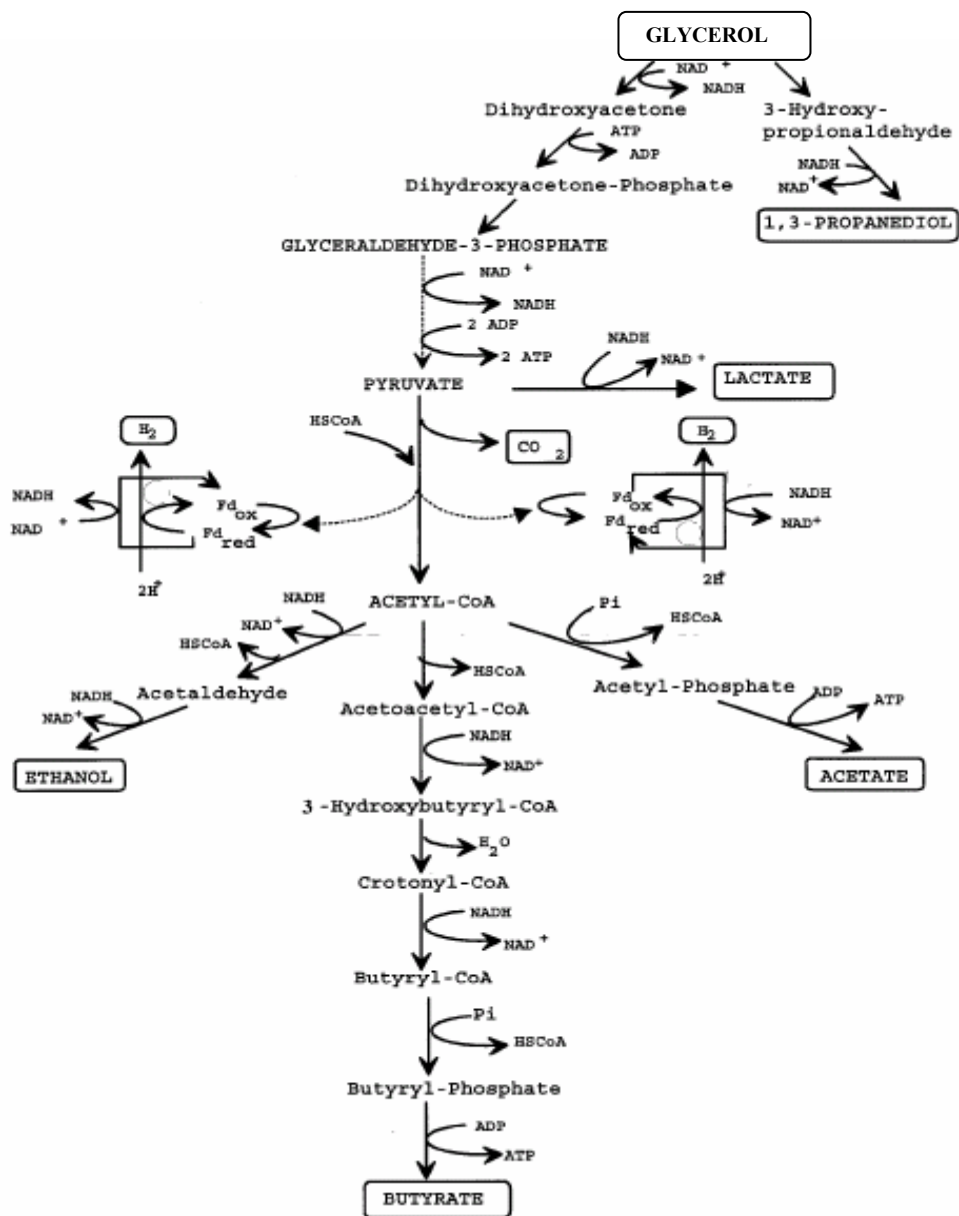 GLYCEROL
NAD +
NADH
Dihydroxyacetone
3-Hydroxy-
propionaldehyde
ATP
ADP
NADH
NAD+
Dihydroxyacetone-Phosphate
1,3-PROPANEDIOL
GLYCERALDEHYDE-3-PHOSPHATE
NAD +
NADH
2 ADP
2 ATP
NADH
NAD +
PYRUVATE
LACTATE
HSCoA
H2
CO 2
H2
NADH
NAD +
Fdox
Fdred
2H+
Fdox
Fdred
NADH
NAD+
2H+
ACETYL-CoA
NADH
NAD+
HSCoA
Pi
HSCoA
HSCoA
Acetaldehyde
Acetyl-Phosphate
NADH
NAD+
ADP
ATP
Acetoacetyl-CoA
NADH
NAD+
ETHANOL
ACETATE
3-Hydroxybutyryl-CoA
H2O
Crotonyl-CoA
NADH
NAD +
Butyryl-CoA
Pi
HSCoA
Butyryl-Phosphate
ADP
ATP
BUTYRATE